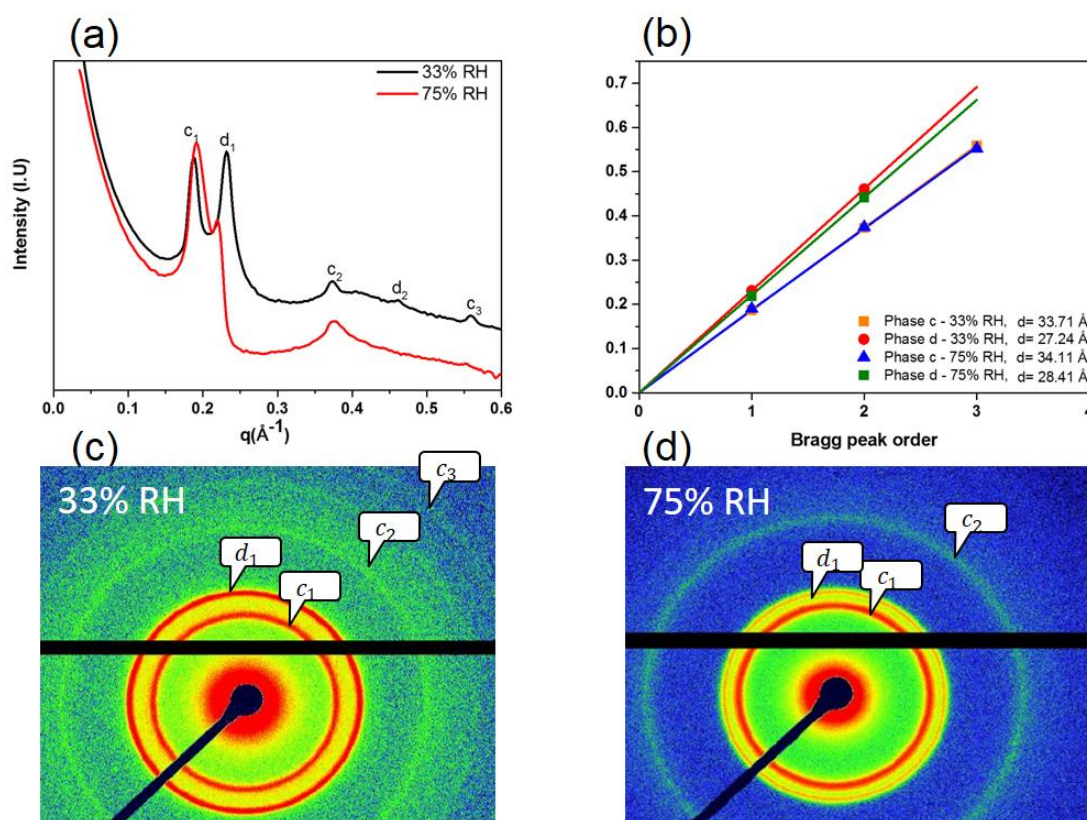 (a)
33% RH
75% RH
c1
d1
c2
d2
c3
Intensity (I.U)
0.0 0.1 0.2 0.3 0.4 0.5 0.6
q(Å-1)
(b)
0.7
0.6
0.5
0.4
0.3
0.2
0.1
0.0
Phase c - 33% RH, d= 33.71 Å
Phase d - 33% RH, d= 27.24 Å
Phase c - 75% RH, d= 34.11 Å
Phase d - 75% RH, d= 28.41 Å
0 1 2 3 4
Bragg peak order
(c)
33% RH
c3
c2
d1
c1
(d)
75% RH
c2
d1
c1